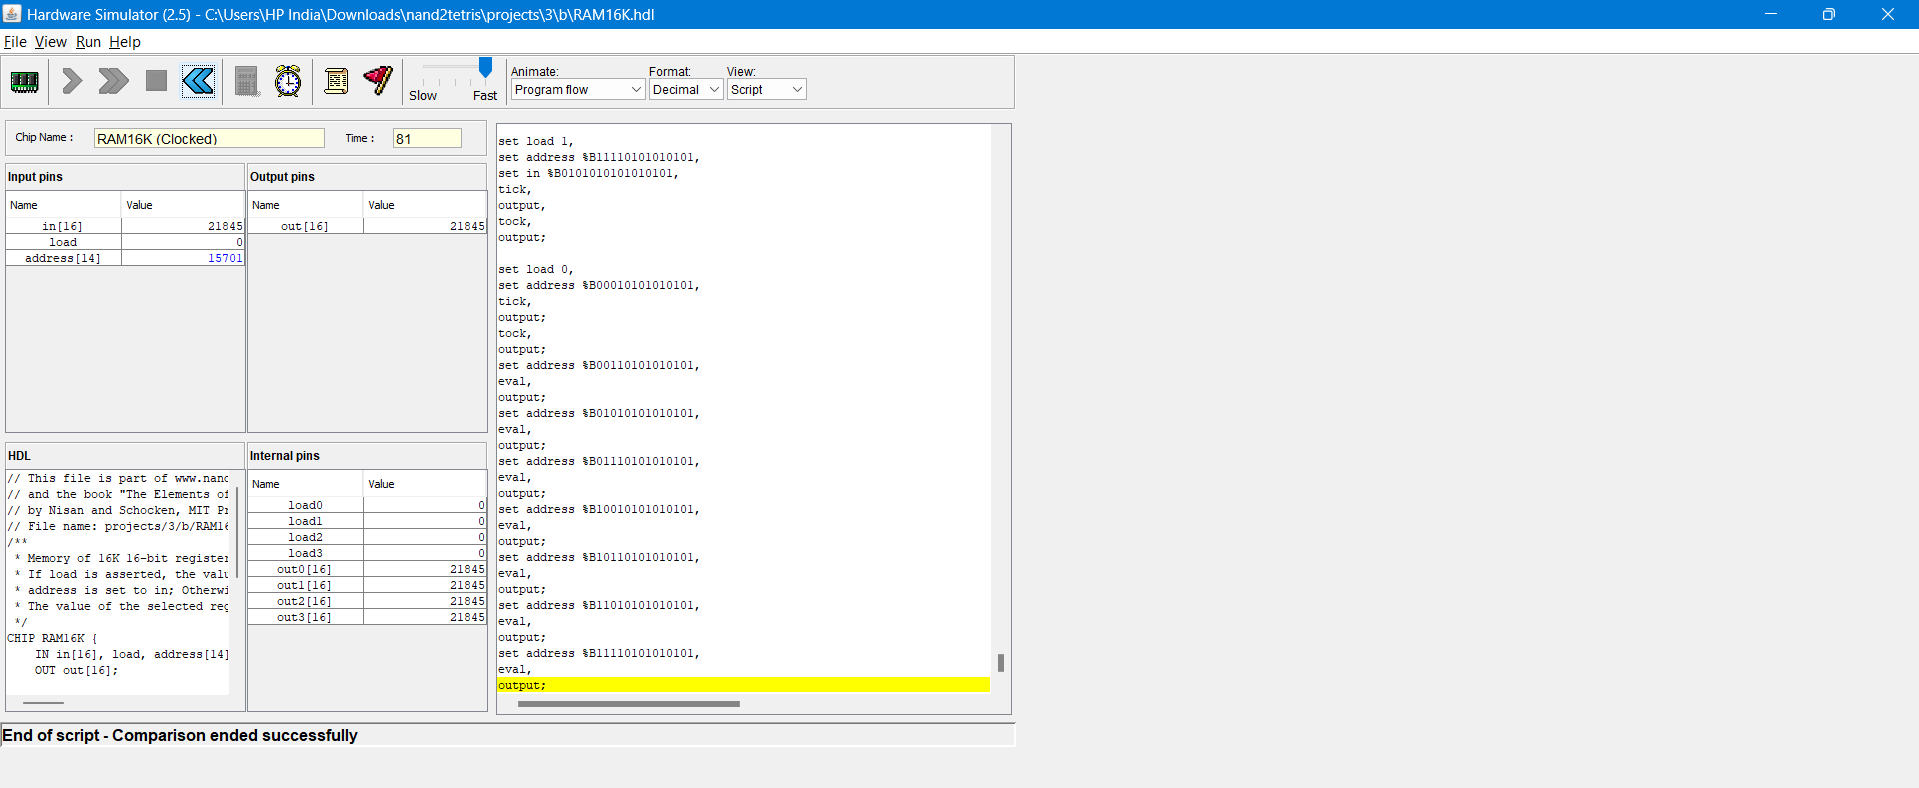 Hardware Simulator (2.5) - C:\Users\HP India\Downloads\nand2tetris\projects\3\b\RAM16K.hdl
File View Run Help
Slow Fast
Animate: Format: View:
Program flow Decimal Script
Chip Name : RAM16K (Clocked) Time : 81
Input pins
Name Value
in[16] 21845
load 0
address[14] 15701
Output pins
Name Value
out[16] 21845
HDL
// This file is part of www.nand
// and the book "The Elements of
// by Nisan and Schocken, MIT Pr
// File name: projects/3/b/RAM16
/**
* Memory of 16K 16-bit register
* If load is asserted, the valu
* address is set to in; Otherwi
* The value of the selected reg
*/
CHIP RAM16K {
IN in[16], load, address[14]
OUT out[16];
Internal pins
Name Value
load0 0
load1 0
load2 0
load3 0
out0[16] 21845
out1[16] 21845
out2[16] 21845
out3[16] 21845
set load 1,
set address %B11110101010101,
set in %B0101010101010101,
tick,
output,
tock,
output;
set load 0,
set address %B00010101010101,
tick,
output;
tock,
output;
set address %B00110101010101,
eval,
output;
set address %B01010101010101,
eval,
output;
set address %B01110101010101,
eval,
output;
set address %B10010101010101,
eval,
output;
set address %B10110101010101,
eval,
output;
set address %B11010101010101,
eval,
output;
set address %B11110101010101,
eval,
output;
End of script - Comparison ended successfully